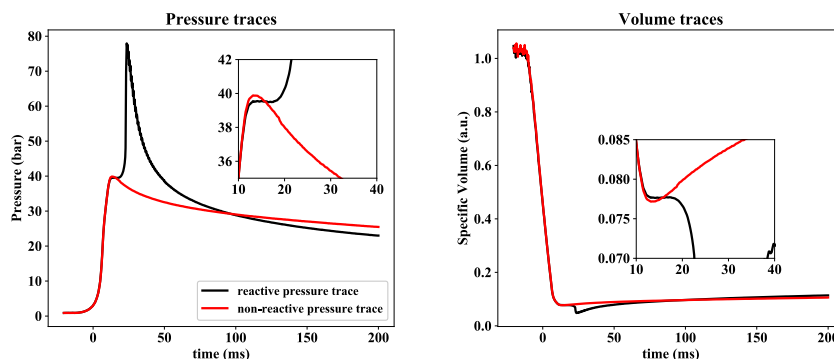 Pressure traces
80
70
60
50
40
30
20
10
0
Pressure (bar)
42
40
38
36
10 20 30 40
reactive pressure trace
non-reactive pressure trace
0 50 100 150 200
time (ms)
Volume traces
1.0
0.8
0.6
0.4
0.2
0.0
Specific Volume (a.u.)
0.085
0.080
0.075
0.070
10 20 30 40
0 50 100 150 200
time (ms)